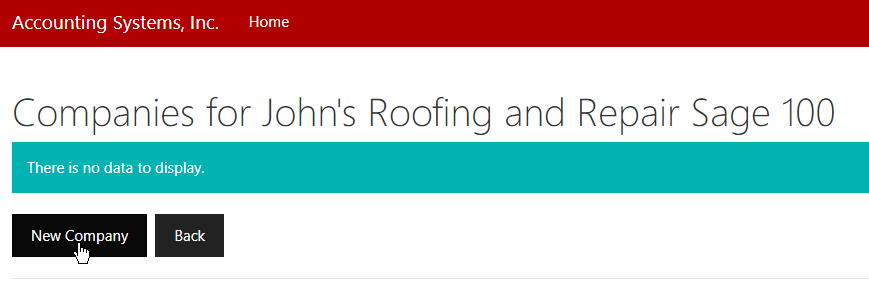 Accounting Systems, Inc. Home
Companies for John's Roofing and Repair Sage 100
There is no data to display.
New Company Back